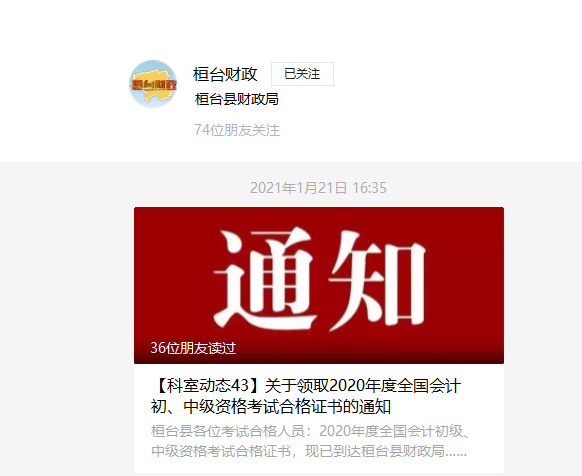 桓台财政
桓台财政
已关注
桓台县财政局
74位朋友关注
2021年1月21日 16:35
通知
36位朋友读过
【科室动态43】关于领取2020年度全国会计
初、中级资格考试合格证书的通知
桓台县各位考试合格人员：2020年度全国会计初级、
中级资格考试合格证书，现已到达桓台县财政局......